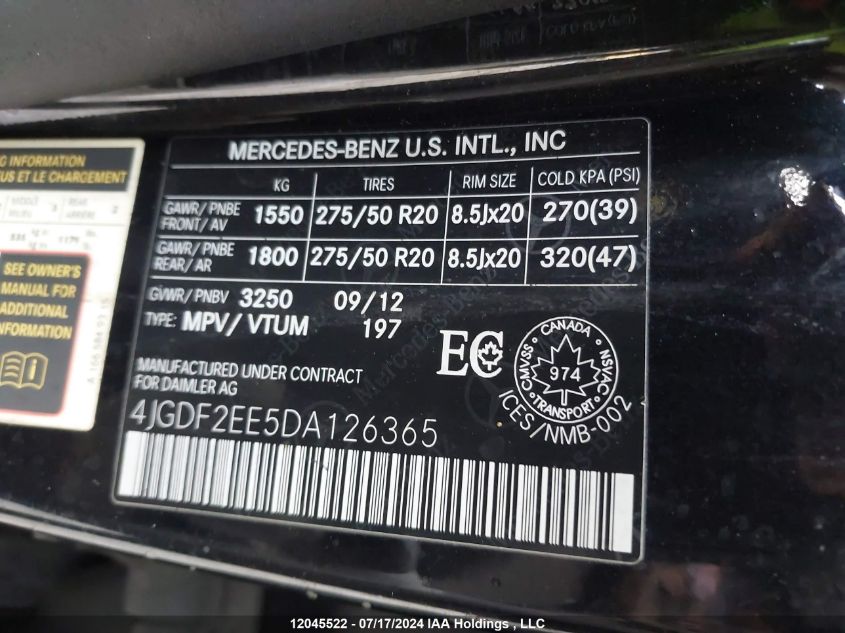 G INFORMATION
US ET LE CHARGEMENT
SEE OWNER'S
MANUAL FOR
ADDITIONAL
INFORMATION
MERCEDES-BENZ U.S. INTL., INC
KG TIRES RIM SIZE COLD KPA (PSI)
GAWR/ PNBE FRONT/ AV 1550 275/50 R20 8.5Jx20 270(39)
GAWR/ PNBE REAR/ AR 1800 275/50 R20 8.5Jx20 320(47)
GVWR/ PNBV 3250 09/12
TYPE: MPV/ VTUM 197
MANUFACTURED UNDER CONTRACT
FOR DAIMLER AG
EC
CANADA
CMVSS 974 NSVAC
TRANSPORT
ICES/NMB-002
4JGDF2EE5DA126365
12045522 - 07/17/2024 IAA Holdings , LLC